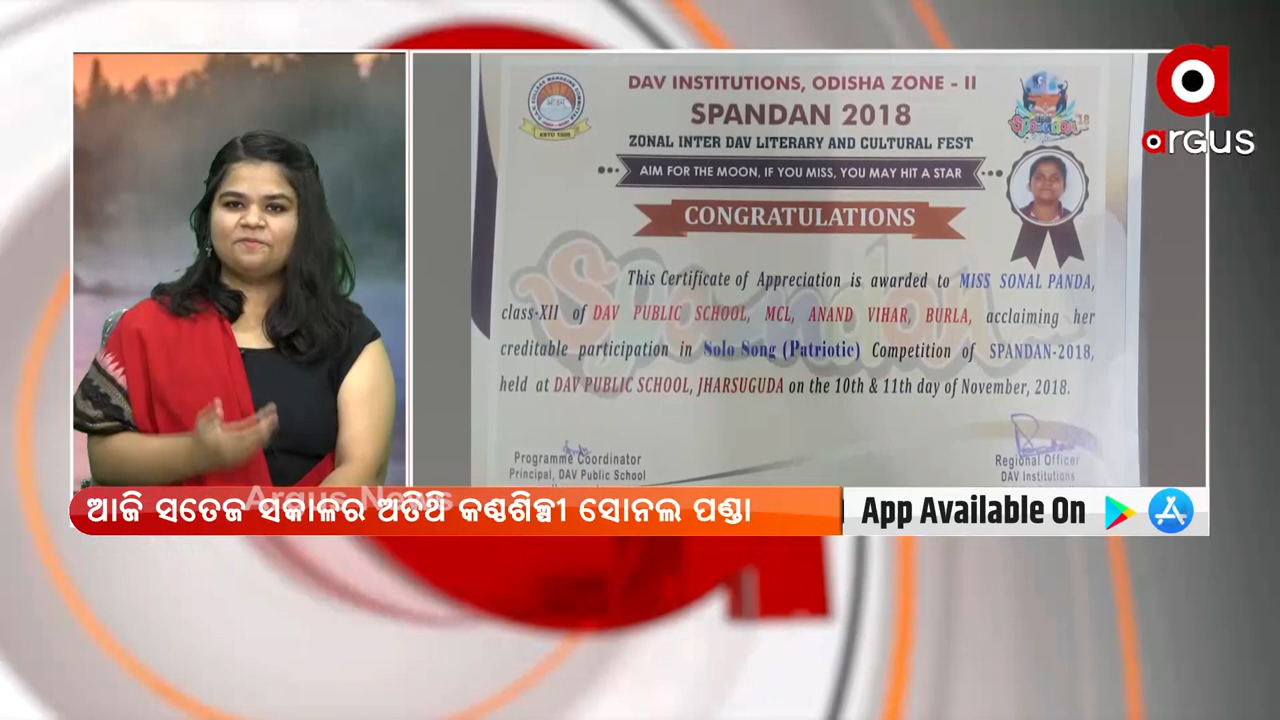 DAV INSTITUTIONS, ODISHA ZONE - II
SPANDAN 2018
ZONAL INTER DAV LITERARY AND CULTURAL FEST
AIM FOR THE MOON, IF YOU MISS, YOU MAY HIT A STAR
CONGRATULATIONS
This Certificate of Appreciation is awarded to MISS SONAL PANDA,
class-XII of DAV PUBLIC SCHOOL, MCL, ANAND VIHAR, BURLA, acclaiming her
creditable participation in Solo Song (Patriotic) Competition of SPANDAN-2018,
held at DAV PUBLIC SCHOOL, JHARSUGUDA on the 10th & 11th day of November, 2018.
Programme Coordinator
Principal, DAV Public School
Regional Officer
DAV Institutions
argus
Argus News
ଆଜି ସତେଜ ସକାଳର ଅତିଥି କଣ୍ଠଶିଳ୍ପୀ ସୋନଲ ପଣ୍ଡା
App Available On